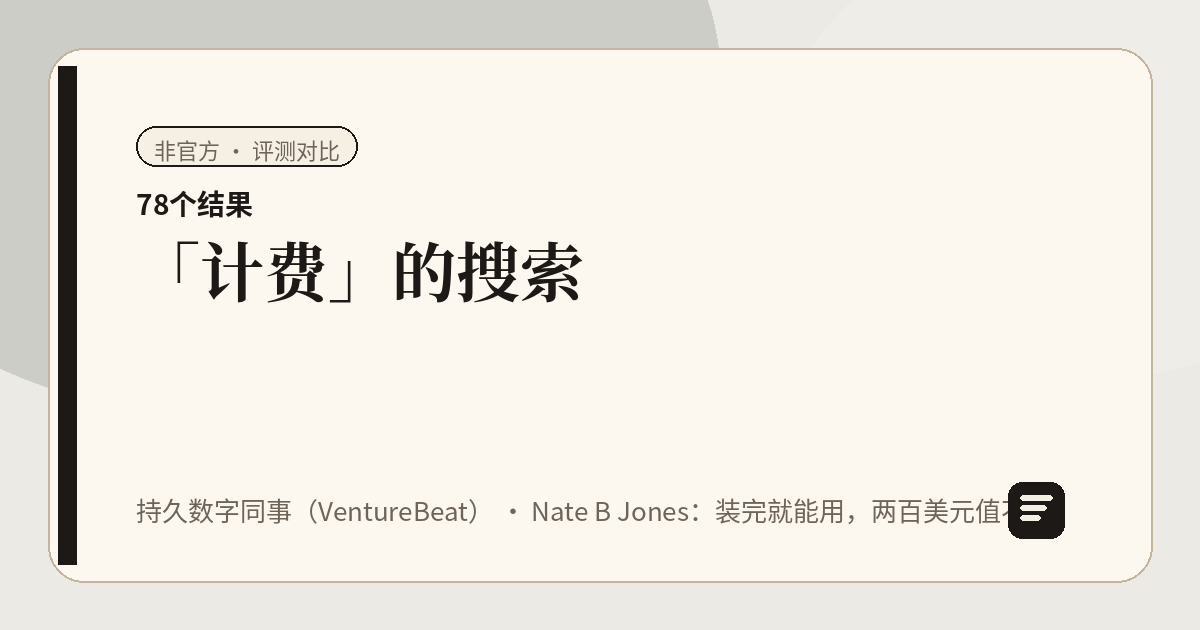 非官方 · 评测对比
78个结果
「计费」的搜索
持久数字同事（VentureBeat） · Nate B Jones：装完就能用，两百美元值